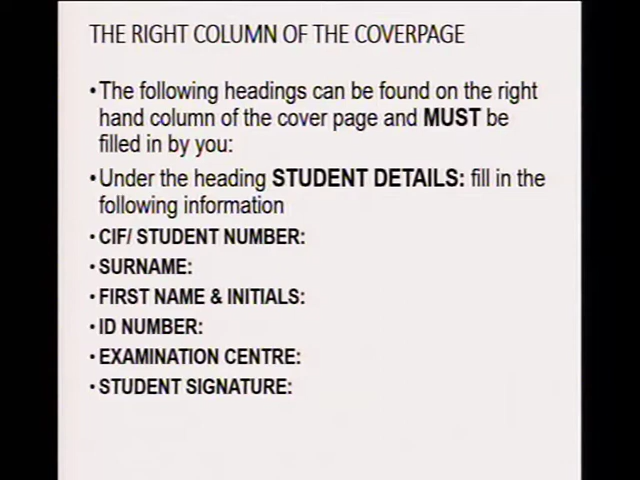 THE RIGHT COLUMN OF THE COVERPAGE
•The following headings can be found on the right
hand column of the cover page and MUST be
filled in by you:
•Under the heading STUDENT DETAILS: fill in the
following information
•CIF/ STUDENT NUMBER:
•SURNAME:
•FIRST NAME & INITIALS:
•ID NUMBER:
•EXAMINATION CENTRE:
•STUDENT SIGNATURE: